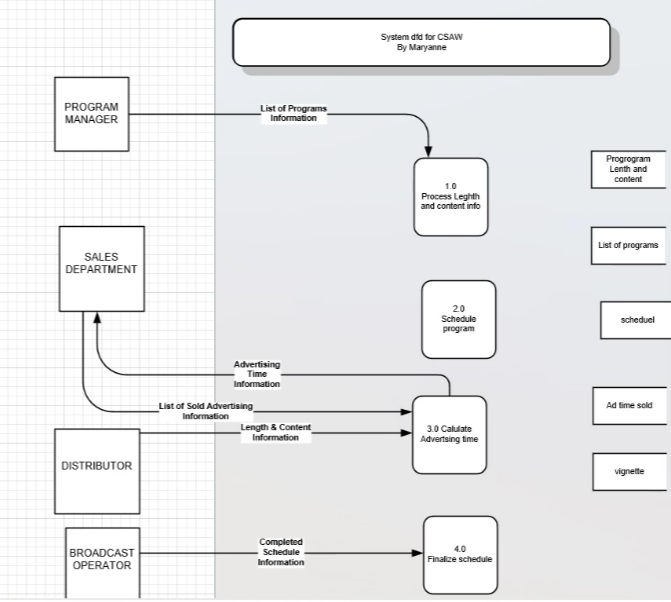 System dfd for CSAW
By Maryanne
PROGRAM
MANAGER
List of Programs
Information
1.0
Process Leghth
and content info
Progrogram
Lenth and
content
SALES
DEPARTMENT
List of programs
2.0
Schedule
program
scheduel
Advertising
Time
Information
List of Sold Advertising
Information
Length & Content
Information
3.0 Calulate
Advertsing time
Ad time sold
DISTRIBUTOR
vignette
BROADCAST
OPERATOR
Completed
Schedule
Information
4.0
Finalize schedule